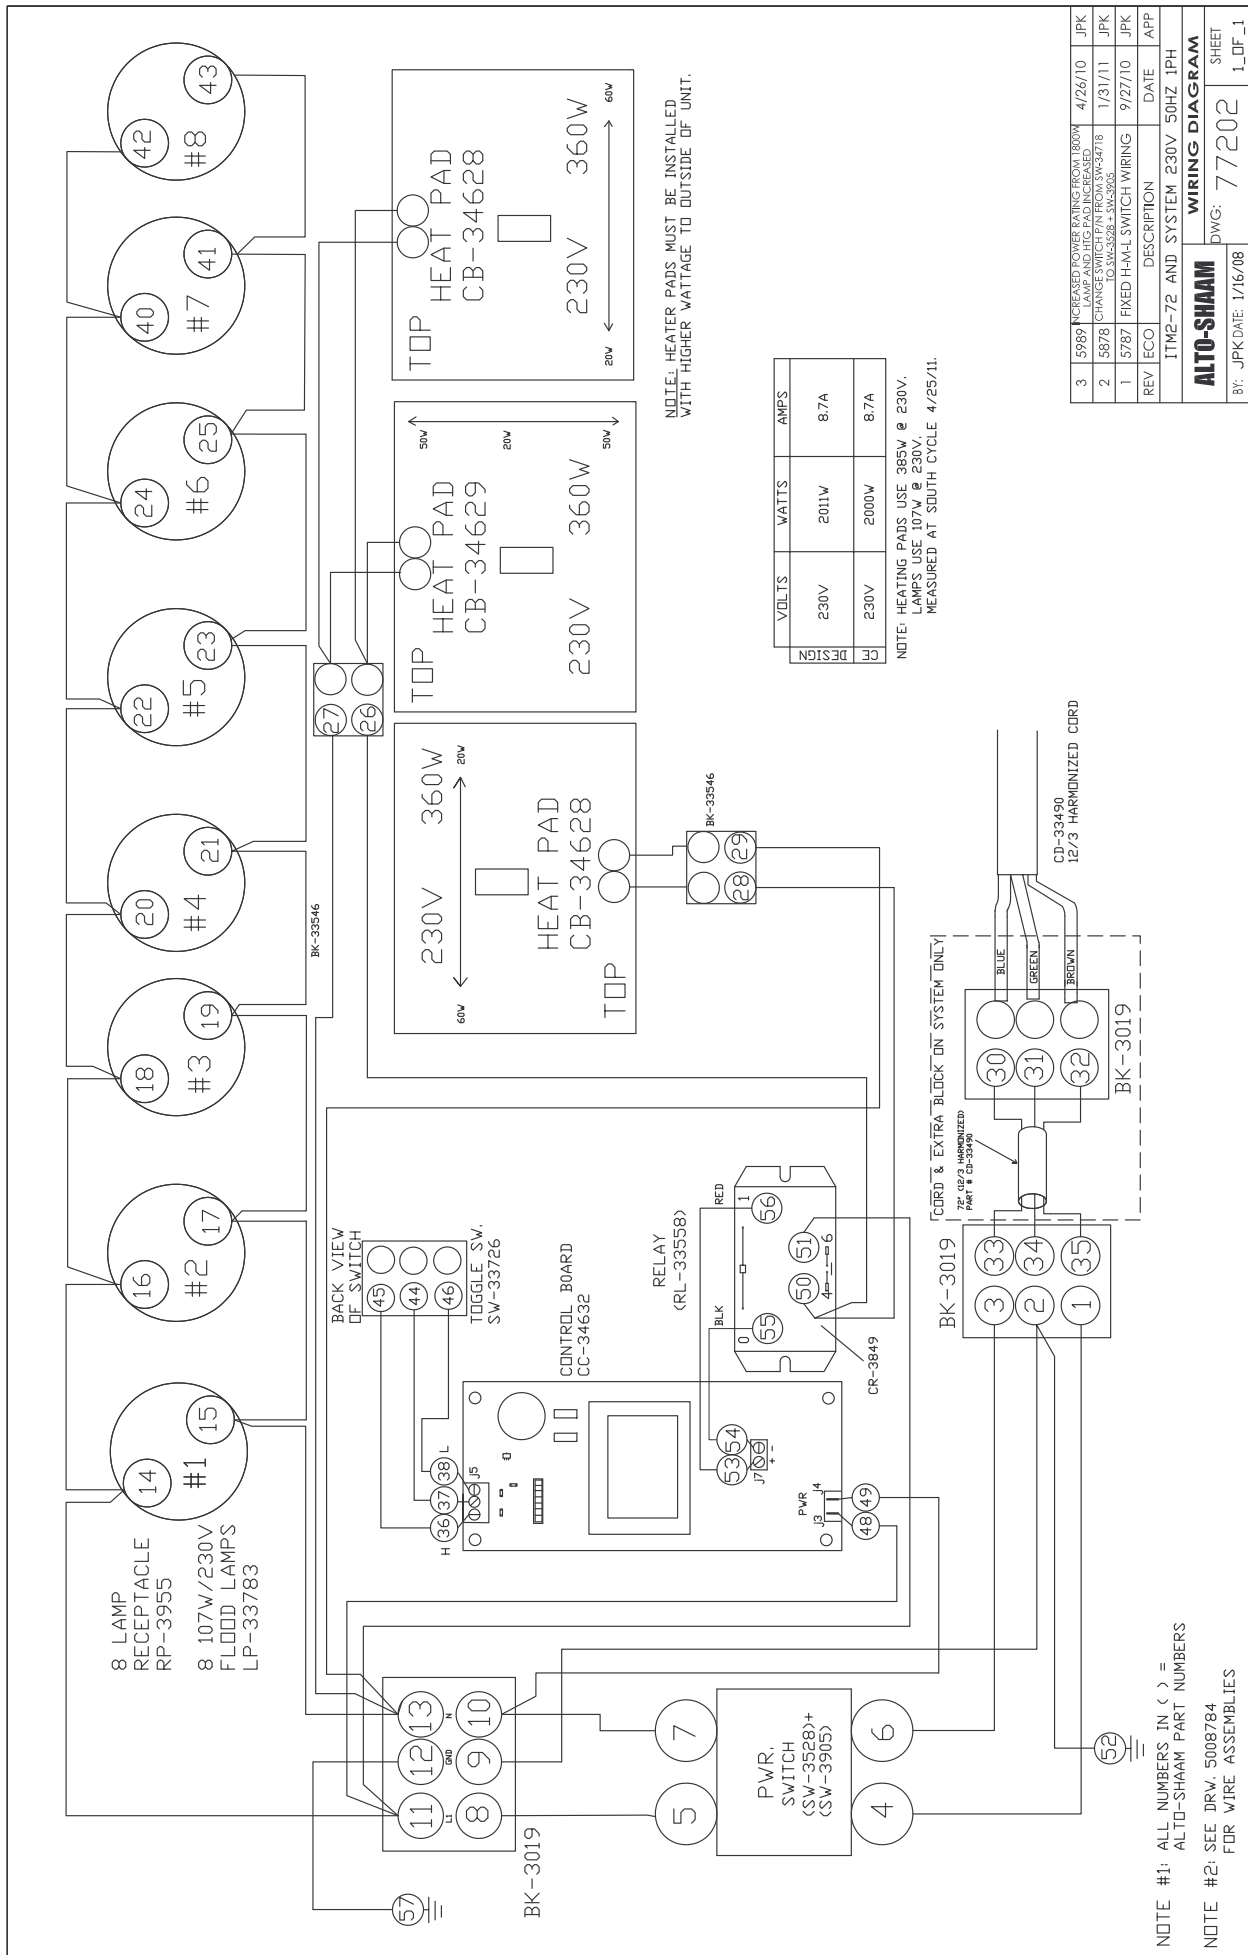 8 LAMP
RECEPTACLE
RP-3955
8 107W/230V
FLOOD LAMPS
LP-33783
14
15
#1
16
17
#2
18
19
#3
20
21
#4
22
23
#5
24
25
#6
40
41
#7
42
43
#8
BK-33546
27
26
TOP
230V 360W
60W 20W
HEAT PAD
CB-34628
TOP
HEAT PAD
CB-34629
230V 360W
50W
20W
50W
TOP
HEAT PAD
CB-34628
230V 360W
20W 60W
NOTE: HEATER PADS MUST BE INSTALLED
WITH HIGHER WATTAGE TO OUTSIDE OF UNIT.
BK-33546
28 29
BACK VIEW
OF SWITCH
45
44
46
TOGGLE SW.
SW-33726
H
36 37 38
L
J5
CONTROL BOARD
CC-34632
53 54
J7
+ -
PWR
J3 J4
48 49
RELAY
(RL-33558)
BLK
RED
0
1
55
56
50
51
4
6
CR-3849
11 12 13
L1 GND N
8 9 10
BK-3019
57
5 7
PWR.
SWITCH
(SW-3528)+
(SW-3905)
4 6
52
BK-3019
3 33
2 34
1 35
CORD & EXTRA BLOCK ON SYSTEM ONLY
72" (12/3 HARMONIZED)
PART # CD-33490
30
31
32
BLUE
GREEN
BROWN
BK-3019
CD-33490
12/3 HARMONIZED CORD
VOLTS WATTS AMPS
DESIGN 230V 2011W 8.7A
CE 230V 2000W 8.7A
NOTE: HEATING PADS USE 385W @ 230V.
LAMPS USE 107W @ 230V.
MEASURED AT SOUTH CYCLE 4/25/11.
NOTE #1: ALL NUMBERS IN ( ) =
ALTO-SHAAM PART NUMBERS
NOTE #2: SEE DRW. 5008784
FOR WIRE ASSEMBLIES
3 5989 INCREASED POWER RATING FROM 1800W 4/26/10 JPK
LAMP AND HTG PAD INCREASED
2 5878 CHANGE SWITCH P/N FROM SW-34718 1/31/11 JPK
TO SW-3528 + SW-3905
1 5787 FIXED H-M-L SWITCH WIRING 9/27/10 JPK
REV ECO DESCRIPTION DATE APP
ITM2-72 AND SYSTEM 230V 50HZ 1PH
ALTO-SHAAM WIRING DIAGRAM
BY: JPK DATE: 1/16/08 DWG: 77202 SHEET
1_OF_1